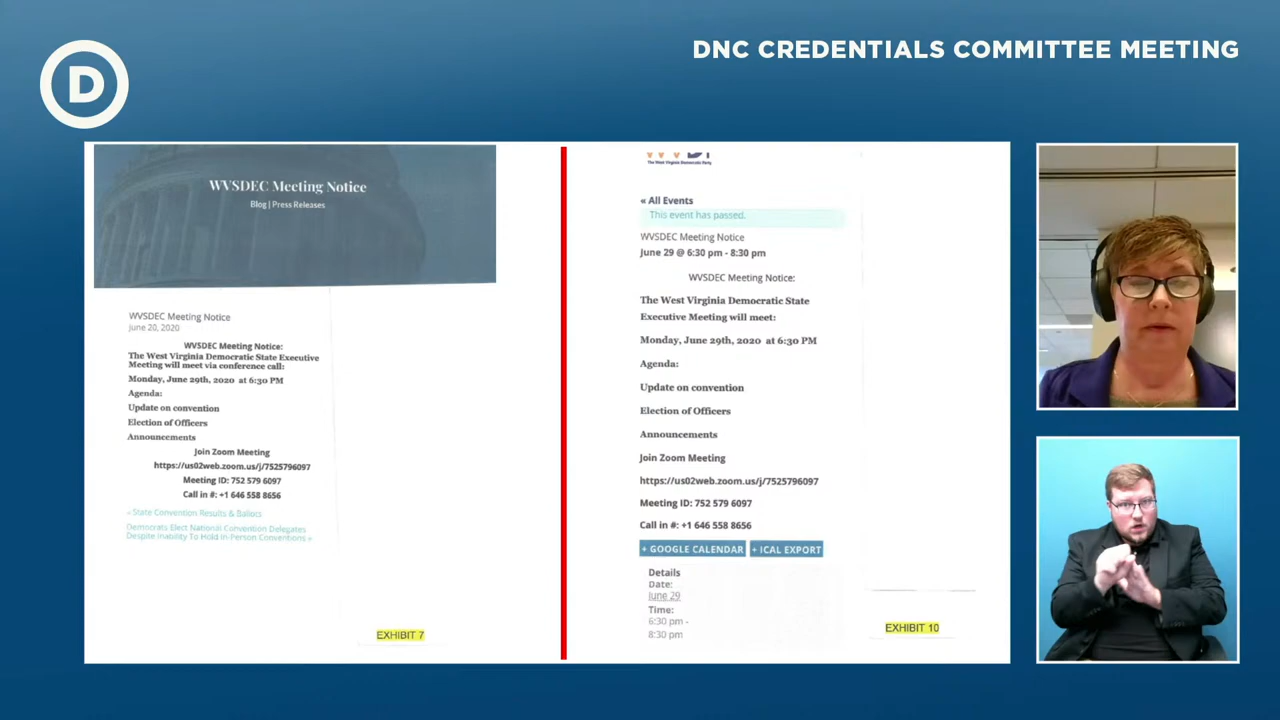 D
DNC CREDENTIALS COMMITTEE MEETING
WVSDEC Meeting Notice
Blog | Press Releases
WVSDEC Meeting Notice
June 20, 2020
WVSDEC Meeting Notice:
The West Virginia Democratic State Executive
Meeting will meet via conference call:
Monday, June 29th, 2020 at 6:30 PM
Agenda:
Update on convention
Election of Officers
Announcements
Join Zoom Meeting
https://us02web.zoom.us/j/7525796097
Meeting ID: 752 579 6097
Call in #: +1 646 558 8656
« State Convention Results & Ballots
Democrats Elect National Convention Delegates
Despite Inability To Hold In-Person Conventions »
EXHIBIT 7
The West Virginia Democratic Party
« All Events
This event has passed.
WVSDEC Meeting Notice
June 29 @ 6:30 pm - 8:30 pm
WVSDEC Meeting Notice:
The West Virginia Democratic State
Executive Meeting will meet:
Monday, June 29th, 2020 at 6:30 PM
Agenda:
Update on convention
Election of Officers
Announcements
Join Zoom Meeting
https://us02web.zoom.us/j/7525796097
Meeting ID: 752 579 6097
Call in #: +1 646 558 8656
+ GOOGLE CALENDAR
+ ICAL EXPORT
Details
Date:
June 29
Time:
6:30 pm -
8:30 pm
EXHIBIT 10